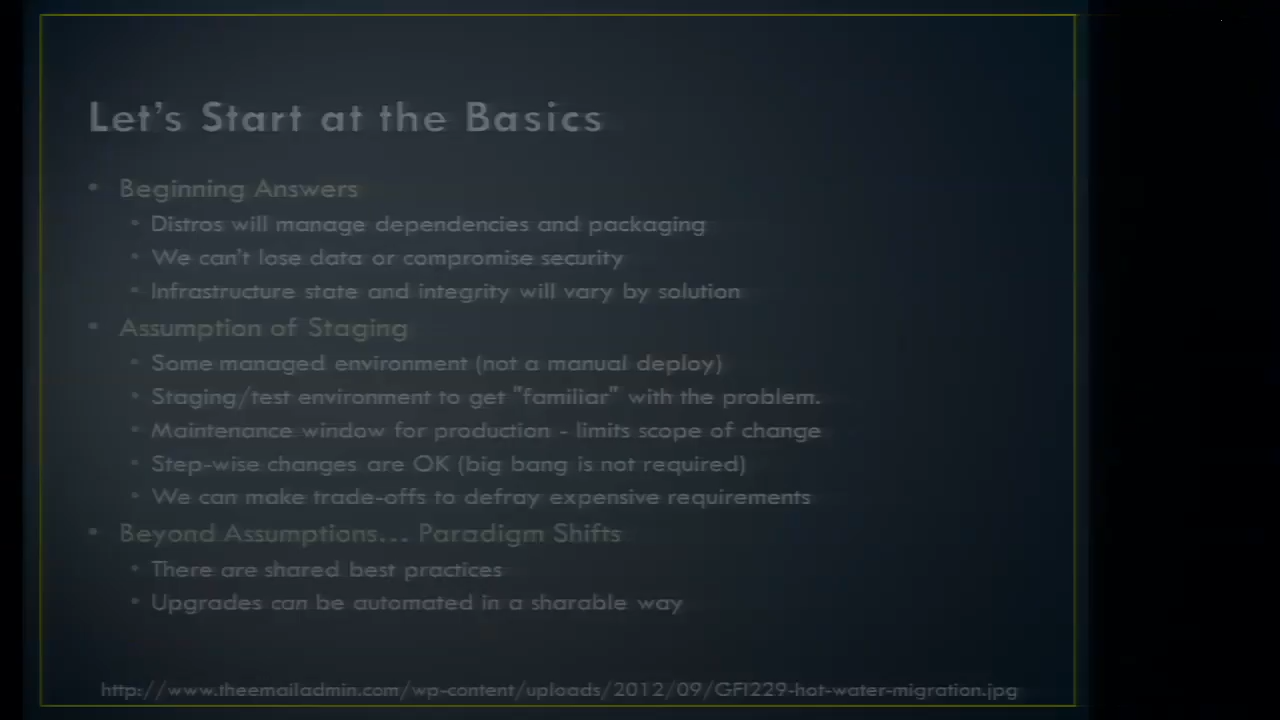 Let's Start at the Basics
• Beginning Answers
• Distros will manage dependencies and packaging
• We can't lose data or compromise security
• Infrastructure state and integrity will vary by solution
• Assumption of Staging
• Some managed environment (not a manual deploy)
• Staging/test environment to get "familiar" with the problem.
• Maintenance window for production - limits scope of change
• Step-wise changes are OK (big bang is not required)
• We can make trade-offs to defray expensive requirements
• Beyond Assumptions... Paradigm Shifts
• There are shared best practices
• Upgrades can be automated in a sharable way
http://www.theemailadmin.com/wp-content/uploads/2012/09/GFI229-hot-water-migration.jpg